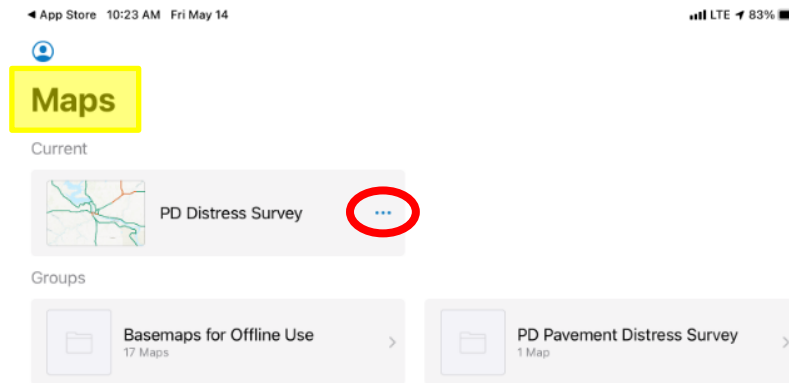 ◀ App Store 10:23 AM Fri May 14 LTE 83%
Maps
Current
PD Distress Survey ...
Groups
Basemaps for Offline Use
17 Maps
PD Pavement Distress Survey
1 Map